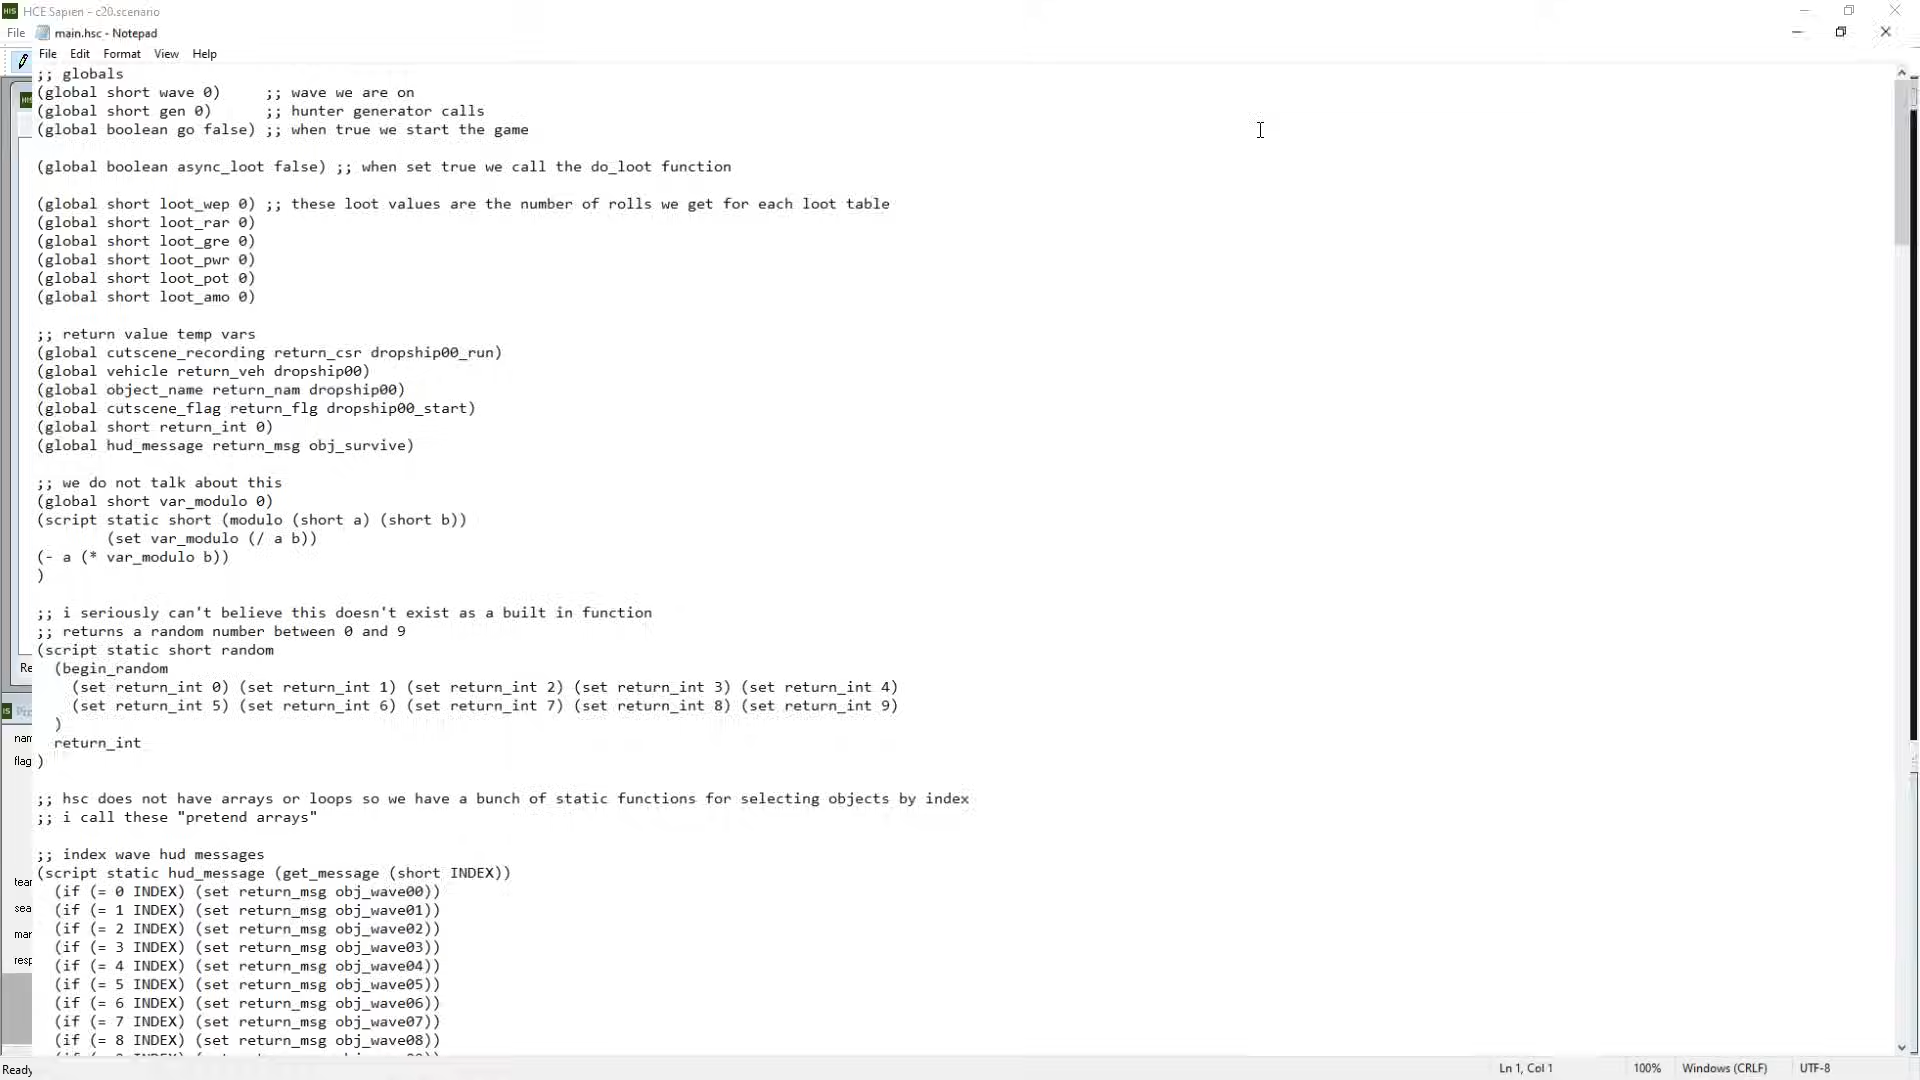 HCE Sapien - c20.scenario
File
main.hsc - Notepad
File Edit Format View Help
;; globals
(global short wave 0)     ;; wave we are on
(global short gen 0)      ;; hunter generator calls
(global boolean go false) ;; when true we start the game
(global boolean async_loot false) ;; when set true we call the do_loot function
(global short loot_wep 0) ;; these loot values are the number of rolls we get for each loot table
(global short loot_rar 0)
(global short loot_gre 0)
(global short loot_pwr 0)
(global short loot_pot 0)
(global short loot_amo 0)
;; return value temp vars
(global cutscene_recording return_csr dropship00_run)
(global vehicle return_veh dropship00)
(global object_name return_nam dropship00)
(global cutscene_flag return_flg dropship00_start)
(global short return_int 0)
(global hud_message return_msg obj_survive)
;; we do not talk about this
(global short var_modulo 0)
(script static short (modulo (short a) (short b))
        (set var_modulo (/ a b))
(- a (* var_modulo b))
)
;; i seriously can't believe this doesn't exist as a built in function
;; returns a random number between 0 and 9
(script static short random
  (begin_random
    (set return_int 0) (set return_int 1) (set return_int 2) (set return_int 3) (set return_int 4)
    (set return_int 5) (set return_int 6) (set return_int 7) (set return_int 8) (set return_int 9)
  )
  return_int
)
;; hsc does not have arrays or loops so we have a bunch of static functions for selecting objects by index
;; i call these "pretend arrays"
;; index wave hud messages
(script static hud_message (get_message (short INDEX))
  (if (= 0 INDEX) (set return_msg obj_wave00))
  (if (= 1 INDEX) (set return_msg obj_wave01))
  (if (= 2 INDEX) (set return_msg obj_wave02))
  (if (= 3 INDEX) (set return_msg obj_wave03))
  (if (= 4 INDEX) (set return_msg obj_wave04))
  (if (= 5 INDEX) (set return_msg obj_wave05))
  (if (= 6 INDEX) (set return_msg obj_wave06))
  (if (= 7 INDEX) (set return_msg obj_wave07))
  (if (= 8 INDEX) (set return_msg obj_wave08))
Ready
Ln 1, Col 1 100% Windows (CRLF) UTF-8